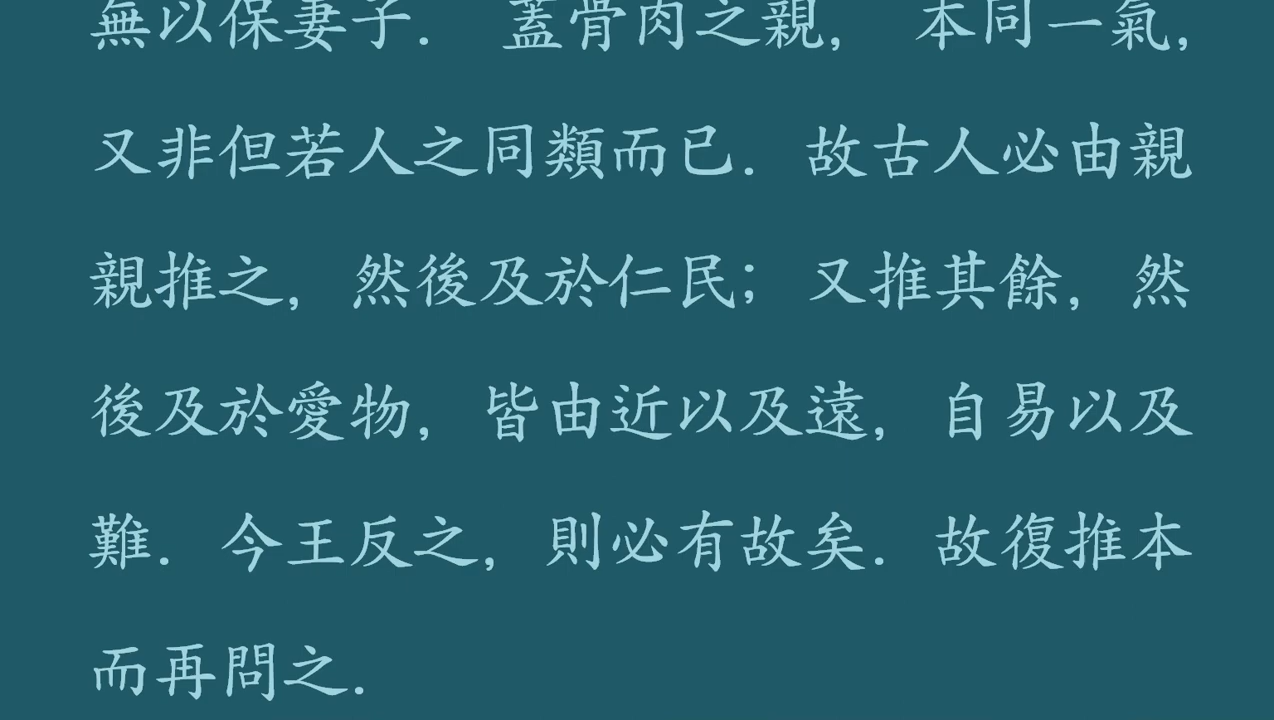 無以保妻子. 蓋骨肉之親, 本同一氣,
又非但若人之同類而已. 故古人必由親
親推之, 然後及於仁民; 又推其餘, 然
後及於愛物, 皆由近以及遠, 自易以及
難. 今王反之, 則必有故矣. 故復推本
而再問之.